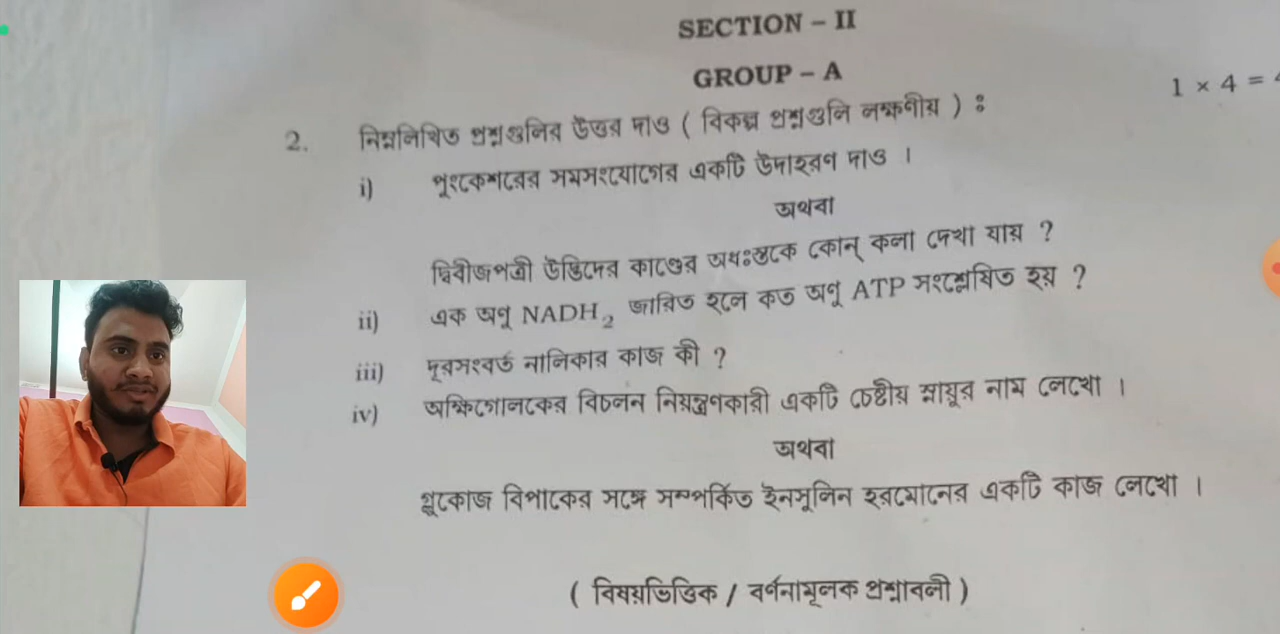 SECTION – II
GROUP – A
1 × 4 =
2. নিম্নলিখিত প্রশ্নগুলির উত্তর দাও ( বিকল্প প্রশ্নগুলি লক্ষণীয় ) :
i) পুংকেশরের সমসংযোগের একটি উদাহরণ দাও ।
অথবা
দ্বিবীজপত্রী উদ্ভিদের কাণ্ডের অধঃস্তকে কোন্ কলা দেখা যায় ?
ii) এক অণু NADH₂ জারিত হলে কত অণু ATP সংশ্লেষিত হয় ?
iii) দূরসংবর্ত নালিকার কাজ কী ?
iv) অক্ষিগোলকের বিচলন নিয়ন্ত্রণকারী একটি চেষ্টীয় স্নায়ুর নাম লেখো ।
অথবা
গ্লুকোজ বিপাকের সঙ্গে সম্পর্কিত ইনসুলিন হরমোনের একটি কাজ লেখো ।
( বিষয়ভিত্তিক / বর্ণনামূলক প্রশ্নাবলী )